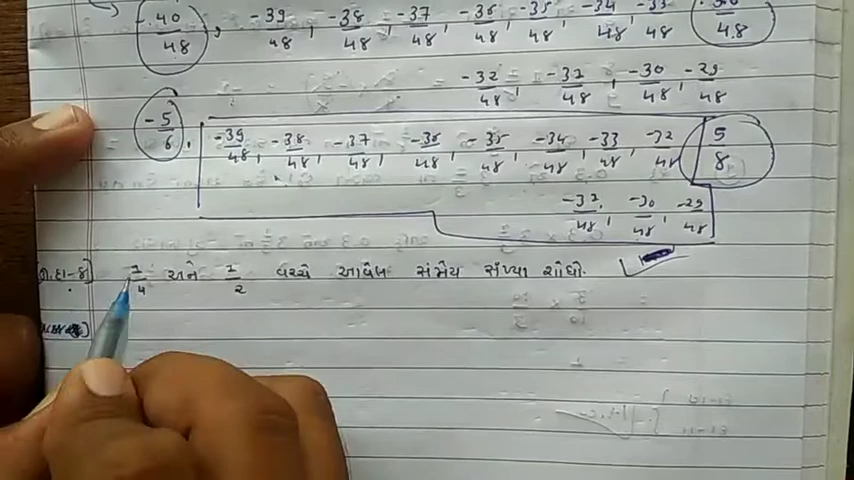 -40/48, -39/48, -38/48, -37/48, -36/48, -35/48, -34/48, -33/48
-32/48, -31/48, -30/48, -29/48
-5/6, -39/48, -38/48, -37/48, -36/48, -35/48, -34/48, -33/48, -32/48 5/8
-31/48, -30/48, -29/48
1/4 અને 1/2 વચ્ચે આવેલ સંમેય સંખ્યા શોધો.